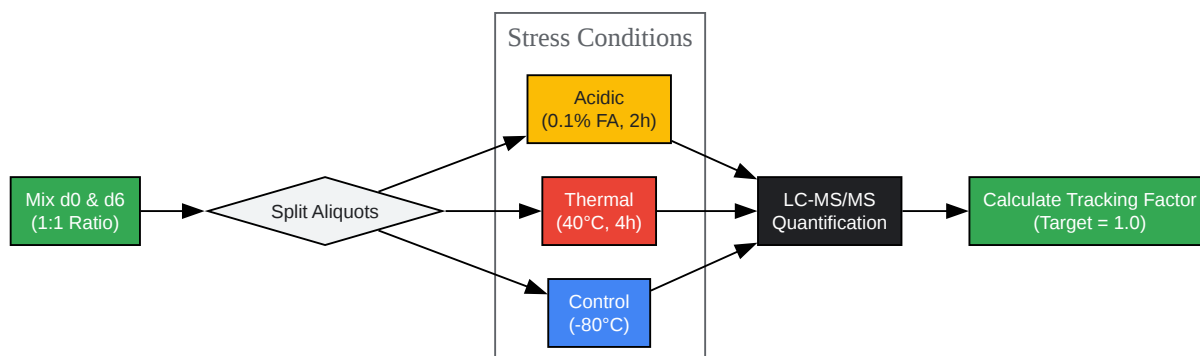 Stress Conditions
Acidic
(0.1% FA, 2h)
Mix d0 & d6
(1:1 Ratio)
Split Aliquots
Thermal
(40°C, 4h)
LC-MS/MS
Quantification
Calculate Tracking Factor
(Target = 1.0)
Control
(-80°C)